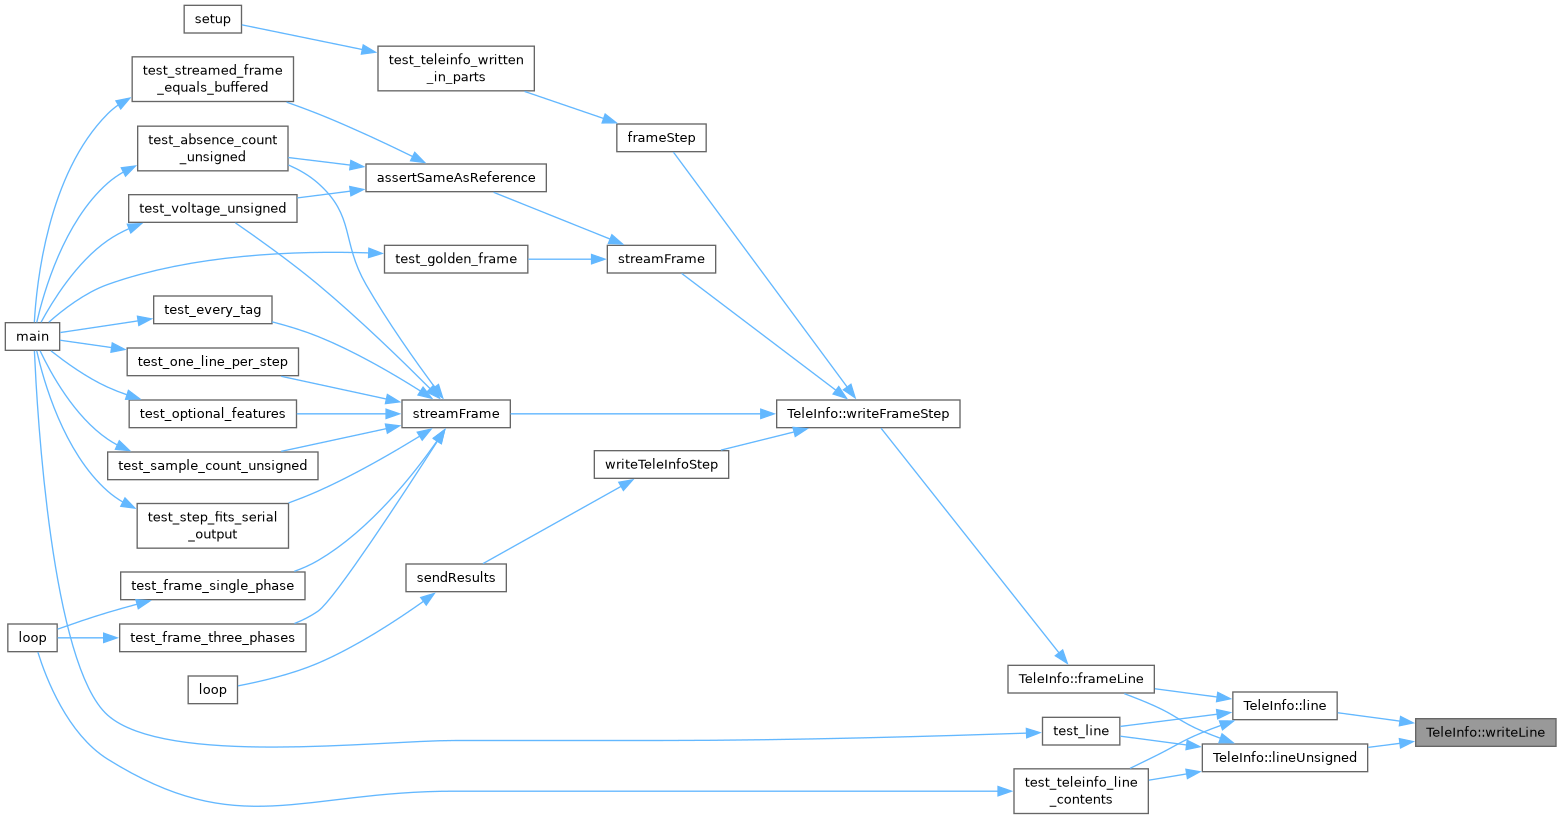 setup
test_teleinfo_written
_in_parts
test_streamed_frame
_equals_buffered
frameStep
test_absence_count
_unsigned
assertSameAsReference
test_voltage_unsigned
test_golden_frame
streamFrame
test_every_tag
main
test_one_line_per_step
test_optional_features
streamFrame
TeleInfo::writeFrameStep
test_sample_count_unsigned
writeTeleInfoStep
test_step_fits_serial
_output
test_frame_single_phase
sendResults
loop
test_frame_three_phases
loop
TeleInfo::frameLine
TeleInfo::line
test_line
TeleInfo::writeLine
TeleInfo::lineUnsigned
test_teleinfo_line
_contents